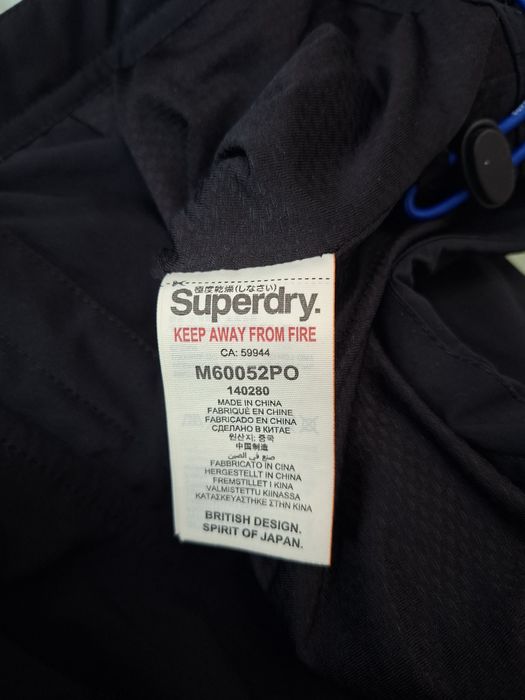 極度乾燥(しなさい)
Superdry.
KEEP AWAY FROM FIRE
CA: 59944
M60052PO
140280
MADE IN CHINA
FABRIQUÉ EN CHINE
FABRICADO EN CHINA
СДЕЛАНО В КИТАЕ
원산지: 중국
中国制造
صنع في الصين
FABBRICATO IN CINA
HERGESTELLT IN CHINA
FREMSTILLET I KINA
VALMISTETTU KIINASSA
ΚΑΤΑΣΚΕΥΑΣΤΗΚΕ ΣΤΗΝ ΚΙΝΑ
BRITISH DESIGN.
SPIRIT OF JAPAN.